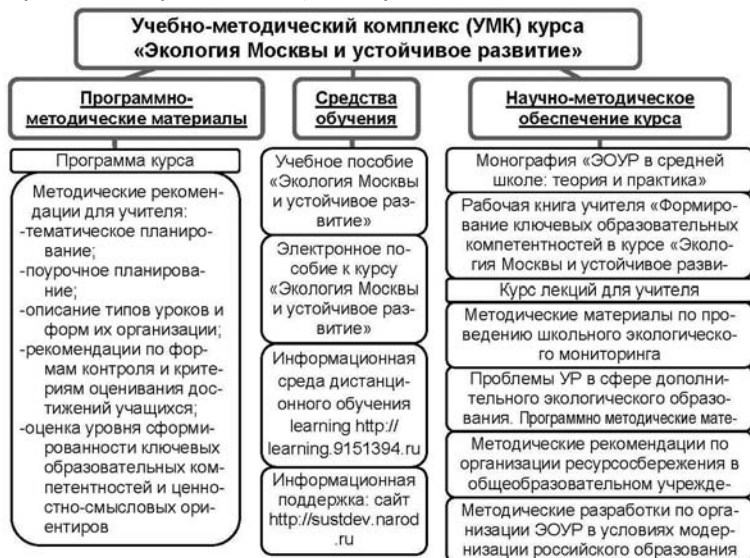 Учебно-методический комплекс (УМК) курса
«Экология Москвы и устойчивое развитие»
Программно-
методические материалы
Программа курса
Методические рекомен-
дации для учителя:
-тематическое планиро-
вание;
-поурочное планирова-
ние;
-описание типов уроков и
форм их организации;
-рекомендации по фор-
мам контроля и крите-
риям оценивания дос-
тижений учащихся;
-оценка уровня сформи-
рованности ключевых
образовательных ком-
петентностей и ценно-
стно-смысловых ори-
ентиров
Средства
обучения
Учебное пособие
«Экология Москвы
и устойчивое раз-
витие»
Электронное по-
собие к курсу
«Экология Москвы
и устойчивое раз-
витие»
Информационная
среда дистанци-
онного обучения
learning http://
learning.9151394.ru
Информационная
поддержка: сайт
http://sustdev.narod
.ru
Научно-методическое
обеспечение курса
Монография «ЭОУР в средней
школе: теория и практика»
Рабочая книга учителя «Формиро-
вание ключевых образовательных
компетентностей в курсе «Эколо-
гия Москвы и устойчивое разви-
Курс лекций для учителя
Методические материалы по про-
ведению школьного экологическо-
го мониторинга
Проблемы УР в сфере дополни-
тельного экологического образо-
вания. Программно методические мате-
Методические рекомендации по
организации ресурсосбережения в
общеобразовательном учрежде-
Методические разработки по орга-
низации ЭОУР в условиях модер-
низации российского образования